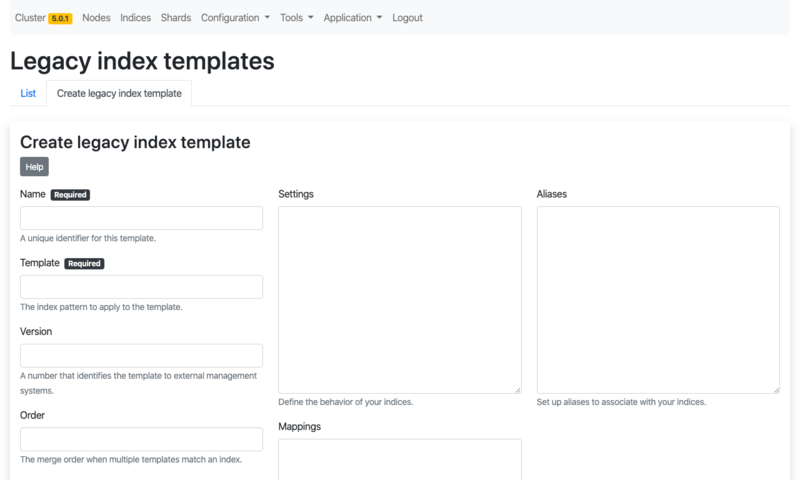 Cluster 5.0.1 Nodes Indices Shards Configuration Tools Application Logout
Legacy index templates
List Create legacy index template
Create legacy index template
Help
Name Required
A unique identifier for this template.
Template Required
The index pattern to apply to the template.
Version
A number that identifies the template to external management
systems.
Order
The merge order when multiple templates match an index.
Settings
Define the behavior of your indices.
Mappings
Aliases
Set up aliases to associate with your indices.